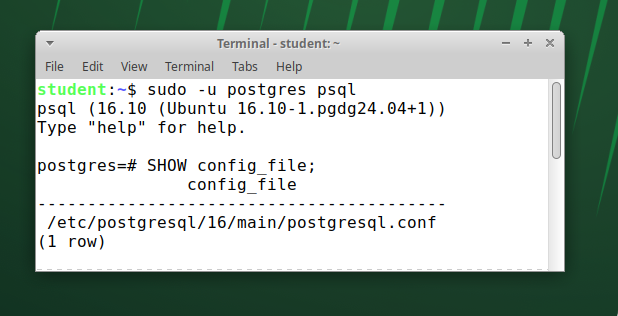 Terminal - student: ~
File Edit View Terminal Tabs Help
student:~$ sudo -u postgres psql
psql (16.10 (Ubuntu 16.10-1.pgdg24.04+1))
Type "help" for help.
postgres=# SHOW config_file;
config_file
-----------------------------------------
/etc/postgresql/16/main/postgresql.conf
(1 row)